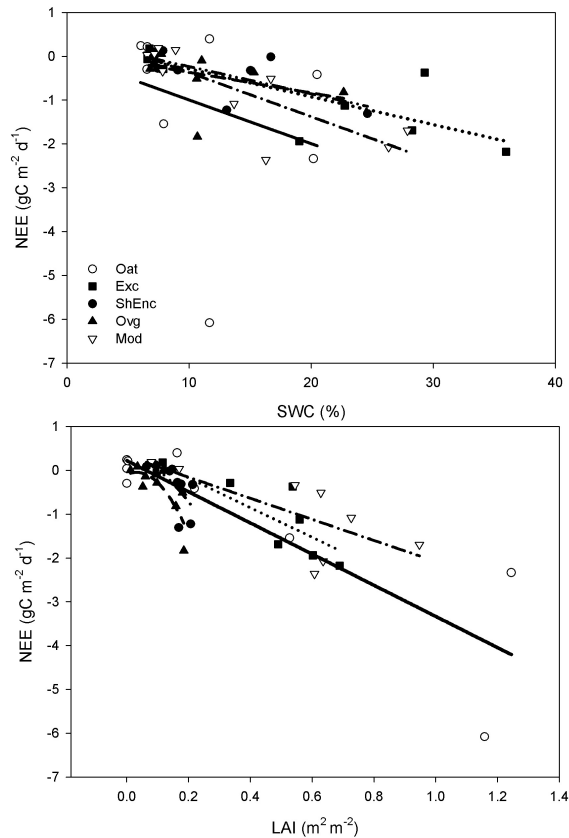 1
0
-1
-2
-3
-4
-5
-6
-7
NEE (gC m⁻² d⁻¹)
Oat
Exc
ShEnc
Ovg
Mod
0 10 20 30 40
SWC (%)
1
0
-1
-2
-3
-4
-5
-6
-7
NEE (gC m⁻² d⁻¹)
0.0 0.2 0.4 0.6 0.8 1.0 1.2 1.4
LAI (m² m⁻²)